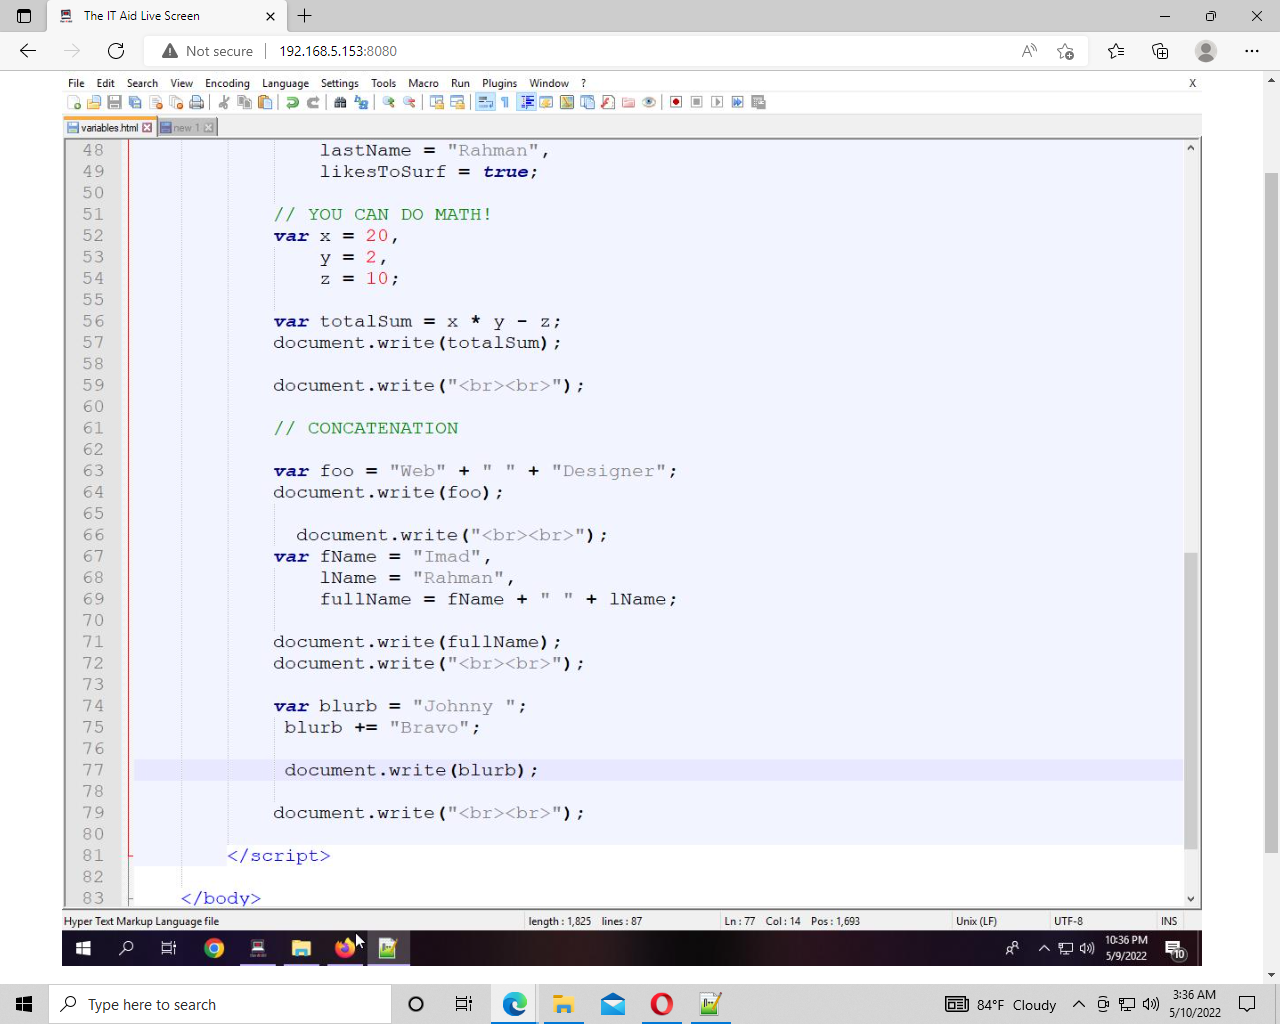 The IT Aid Live Screen
Not secure 192.168.5.153:8080
File Edit Search View Encoding Language Settings Tools Macro Run Plugins Window ? X
variables.html new 1
48 lastName = "Rahman",
49 likesToSurf = true;
50
51 // YOU CAN DO MATH!
52 var x = 20,
53 y = 2,
54 z = 10;
55
56 var totalSum = x * y - z;
57 document.write(totalSum);
58
59 document.write("<br><br>");
60
61 // CONCATENATION
62
63 var foo = "Web" + " " + "Designer";
64 document.write(foo);
65
66 document.write("<br><br>");
67 var fName = "Imad",
68 lName = "Rahman",
69 fullName = fName + " " + lName;
70
71 document.write(fullName);
72 document.write("<br><br>");
73
74 var blurb = "Johnny ";
75 blurb += "Bravo";
76
77 document.write(blurb);
78
79 document.write("<br><br>");
80
81 </script>
82
83 </body>
Hyper Text Markup Language file length : 1,825 lines : 87 Ln : 77 Col : 14 Pos : 1,693 Unix (LF) UTF-8 INS
10:36 PM
5/9/2022
10
Type here to search
84°F Cloudy
3:36 AM
5/10/2022